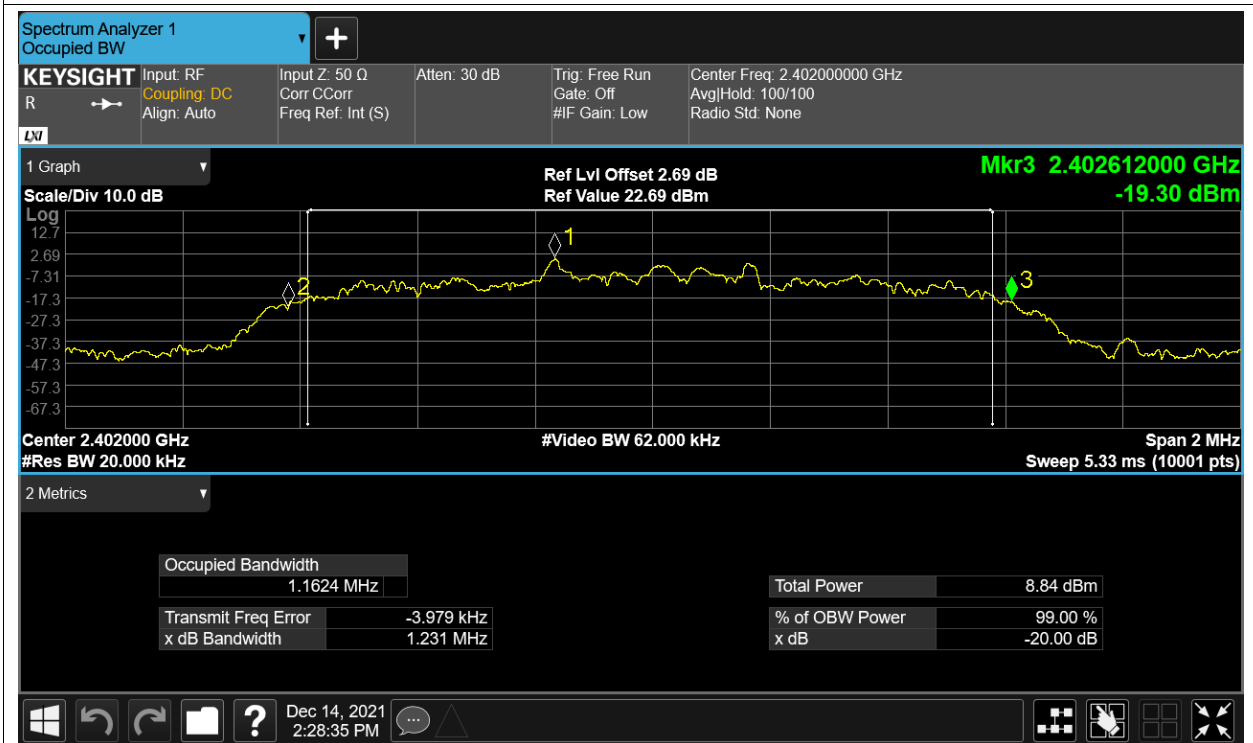 Spectrum Analyzer 1
Occupied BW
KEYSIGHT
R
LXI
Input: RF
Coupling: DC
Align: Auto
Input Z: 50 Ω
Corr CCorr
Freq Ref: Int (S)
Atten: 30 dB
Trig: Free Run
Gate: Off
#IF Gain: Low
Center Freq: 2.402000000 GHz
Avg|Hold: 100/100
Radio Std: None
1 Graph
Scale/Div 10.0 dB
Ref Lvl Offset 2.69 dB
Ref Value 22.69 dBm
Mkr3 2.402612000 GHz
-19.30 dBm
Log
12.7
2.69
-7.31
-17.3
-27.3
-37.3
-47.3
-57.3
-67.3
1
2
3
Center 2.402000 GHz
#Res BW 20.000 kHz
#Video BW 62.000 kHz
Span 2 MHz
Sweep 5.33 ms (10001 pts)
2 Metrics
Occupied Bandwidth
1.1624 MHz
Transmit Freq Error -3.979 kHz
x dB Bandwidth 1.231 MHz
Total Power 8.84 dBm
% of OBW Power 99.00 %
x dB -20.00 dB
?
Dec 14, 2021
2:28:35 PM